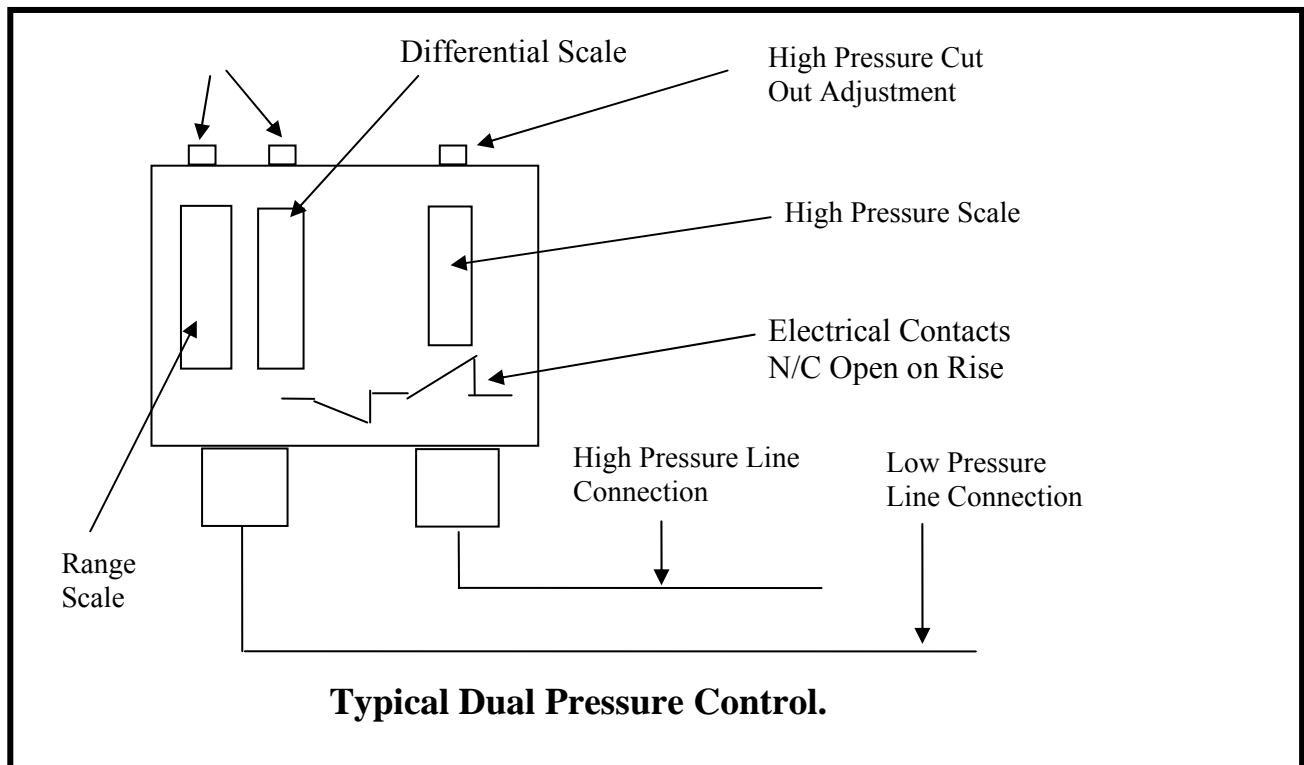 Differential Scale
High Pressure Cut
Out Adjustment
High Pressure Scale
Electrical Contacts
N/C Open on Rise
High Pressure Line
Connection
Low Pressure
Line Connection
Range
Scale
Typical Dual Pressure Control.